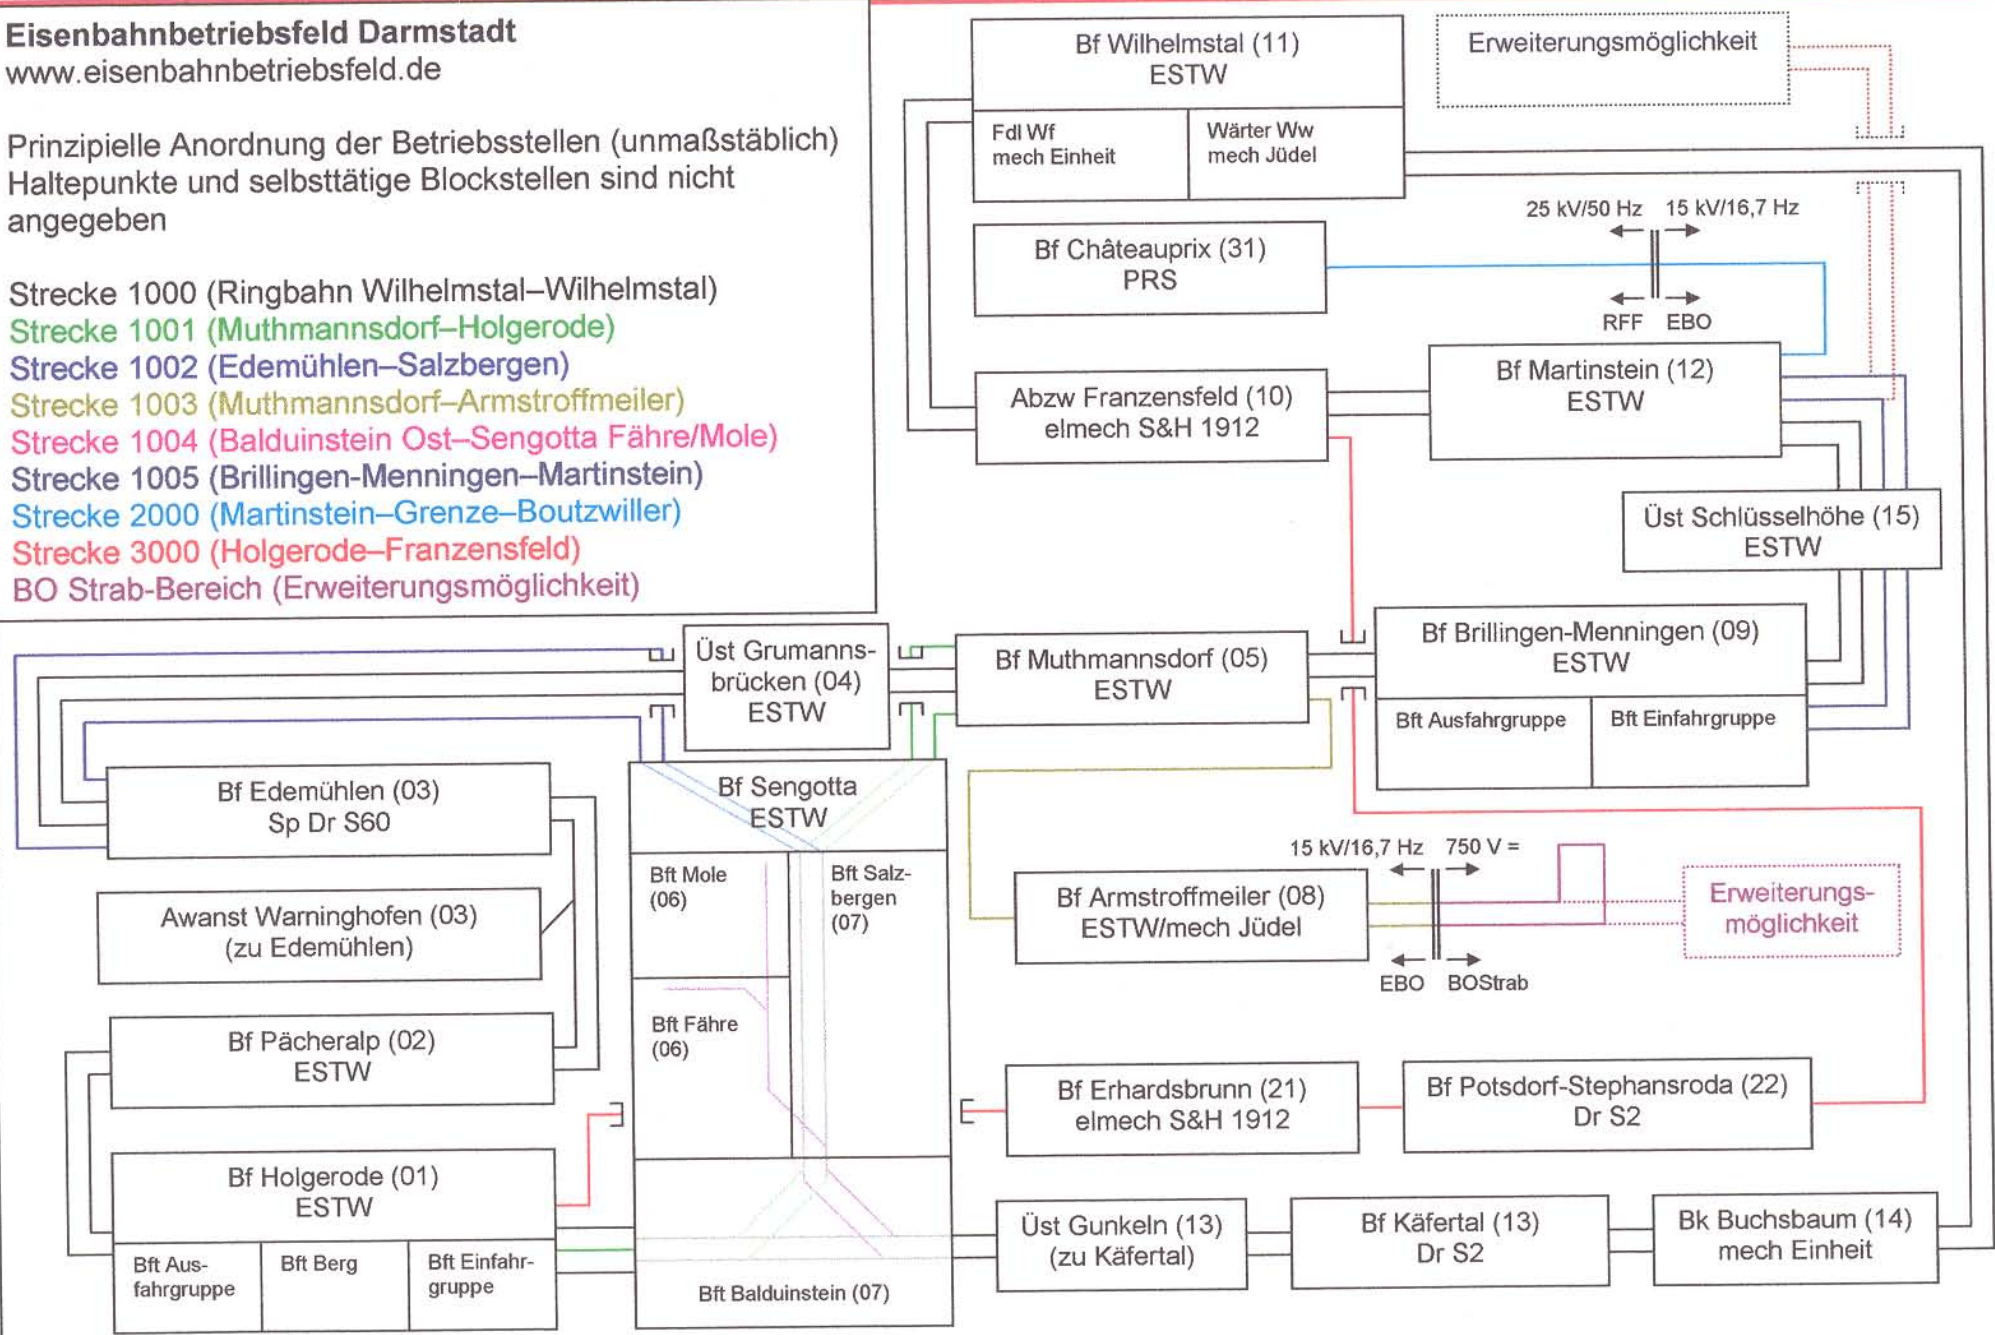 Eisenbahnbetriebsfeld Darmstadt
www.eisenbahnbetriebsfeld.de
Prinzipielle Anordnung der Betriebsstellen (unmaßstäblich)
Haltepunkte und selbsttätige Blockstellen sind nicht
angegeben
Strecke 1000 (Ringbahn Wilhelmstal–Wilhelmstal)
Strecke 1001 (Muthmannsdorf–Holgerode)
Strecke 1002 (Edemühlen–Salzbergen)
Strecke 1003 (Muthmannsdorf–Armstroffmeiler)
Strecke 1004 (Balduinstein Ost–Sengotta Fähre/Mole)
Strecke 1005 (Brillingen-Menningen–Martinstein)
Strecke 2000 (Martinstein–Grenze–Boutzwiller)
Strecke 3000 (Holgerode–Franzensfeld)
BO Strab-Bereich (Erweiterungsmöglichkeit)
Bf Wilhelmstal (11)
ESTW
Fdl Wf
mech Einheit
Wärter Ww
mech Jüdel
Erweiterungsmöglichkeit
Bf Châteauprix (31)
PRS
25 kV/50 Hz 15 kV/16,7 Hz
RFF EBO
Abzw Franzensfeld (10)
elmech S&H 1912
Bf Martinstein (12)
ESTW
Üst Schlüsselhöhe (15)
ESTW
Üst Grumanns-
brücken (04)
ESTW
Bf Muthmannsdorf (05)
ESTW
Bf Brillingen-Menningen (09)
ESTW
Bft Ausfahrgruppe
Bft Einfahrgruppe
Bf Edemühlen (03)
Sp Dr S60
Awanst Warninghofen (03)
(zu Edemühlen)
Bf Pächeralp (02)
ESTW
Bf Holgerode (01)
ESTW
Bft Aus-
fahrgruppe
Bft Berg
Bft Einfahr-
gruppe
Bf Sengotta
ESTW
Bft Mole
(06)
Bft Salz-
bergen
(07)
Bft Fähre
(06)
Bft Balduinstein (07)
15 kV/16,7 Hz 750 V =
Bf Armstroffmeiler (08)
ESTW/mech Jüdel
EBO BOStrab
Erweiterungs-
möglichkeit
Bf Erhardsbrunn (21)
elmech S&H 1912
Bf Potsdorf-Stephansroda (22)
Dr S2
Üst Gunkeln (13)
(zu Käfertal)
Bf Käfertal (13)
Dr S2
Bk Buchsbaum (14)
mech Einheit